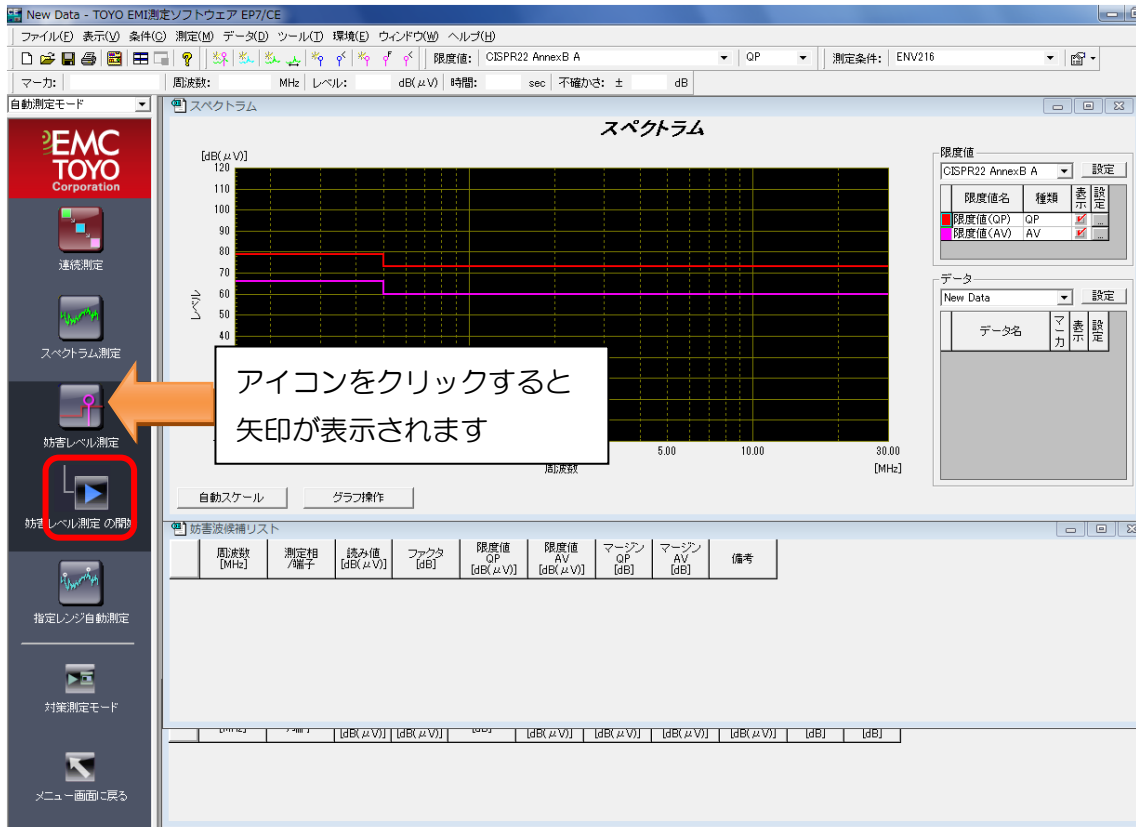 New Data - TOYO EMI測定ソフトウェア EP7/CE
ファイル(F) 表示(V) 条件(C) 測定(M) データ(D) ツール(T) 環境(E) ウィンドウ(W) ヘルプ(H)
限度値: CISPR22 AnnexB A QP 測定条件: ENV216
マーカ: 周波数: MHz レベル: dB(μV) 時間: sec 不確かさ: ± dB
自動測定モード
EMC
TOYO
Corporation
連続測定
スペクトラム測定
妨害レベル測定
妨害レベル測定 の開始
指定レンジ自動測定
対策測定モード
メニュー画面に戻る
スペクトラム
スペクトラム
[dB(μV)]
120
110
100
90
80
70
60
50
40
レベル
アイコンをクリックすると
矢印が表示されます
5.00 10.00 30.00
周波数 [MHz]
自動スケール グラフ操作
限度値
CISPR22 AnnexB A 設定
限度値名 種類 表示 設定
限度値(QP) QP ...
限度値(AV) AV ...
データ
New Data 設定
データ名 マーカ 表示 設定
妨害波候補リスト
周波数 測定相 読み値 ファクタ 限度値 限度値 マージン マージン 備考
[MHz] /端子 [dB(μV)] [dB] QP AV QP AV
[dB(μV)] [dB(μV)] [dB] [dB]
[MHz] /端子 [dB(μV)] [dB(μV)] [dB] [dB(μV)] [dB(μV)] [dB(μV)] [dB(μV)] [dB] [dB]